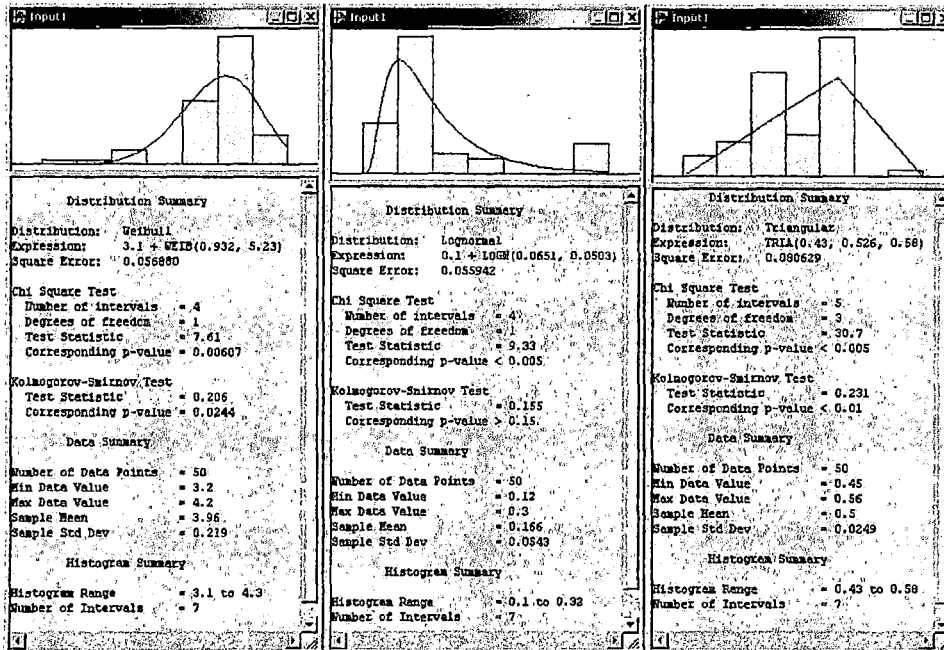 Input1
Distribution Summary
Distribution: Weibull
Expression: 3.1 + WEIB(0.932, 5.23)
Square Error: 0.056880
Chi Square Test
Number of intervals = 4
Degrees of freedom = 1
Test Statistic = 7.61
Corresponding p-value = 0.00607
Kolmogorov-Smirnov Test
Test Statistic = 0.206
Corresponding p-value = 0.0244
Data Summary
Number of Data Points = 50
Min Data Value = 3.2
Max Data Value = 4.2
Sample Mean = 3.96
Sample Std Dev = 0.219
Histogram Summary
Histogram Range = 3.1 to 4.3
Number of Intervals = 7
Input1
Distribution Summary
Distribution: Lognormal
Expression: 0.1 + LOGN(0.0651, 0.0503)
Square Error: 0.055942
Chi Square Test
Number of intervals = 4
Degrees of freedom = 1
Test Statistic = 9.33
Corresponding p-value < 0.005
Kolmogorov-Smirnov Test
Test Statistic = 0.155
Corresponding p-value > 0.15
Data Summary
Number of Data Points = 50
Min Data Value = 0.12
Max Data Value = 0.3
Sample Mean = 0.166
Sample Std Dev = 0.0543
Histogram Summary
Histogram Range = 0.1 to 0.32
Number of Intervals = 7
Input1
Distribution Summary
Distribution: Triangular
Expression: TRIA(0.43, 0.526, 0.58)
Square Error: 0.080629
Chi Square Test
Number of intervals = 5
Degrees of freedom = 3
Test Statistic = 30.7
Corresponding p-value < 0.005
Kolmogorov-Smirnov Test
Test Statistic = 0.231
Corresponding p-value < 0.01
Data Summary
Number of Data Points = 50
Min Data Value = 0.45
Max Data Value = 0.56
Sample Mean = 0.5
Sample Std Dev = 0.0249
Histogram Summary
Histogram Range = 0.43 to 0.58
Number of Intervals = 7